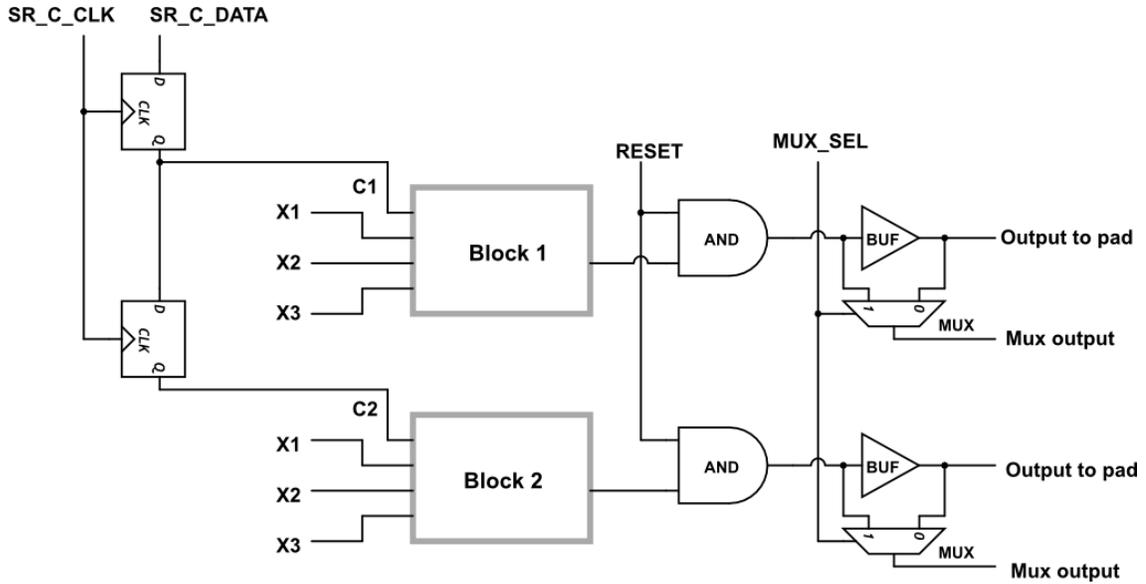 SR_C_CLK SR_C_DATA
D
CLK
Q
RESET
MUX_SEL
C1
X1
X2
X3
Block 1
AND
BUF
Output to pad
1 0
MUX
Mux output
D
CLK
Q
C2
X1
X2
X3
Block 2
AND
BUF
Output to pad
1 0
MUX
Mux output